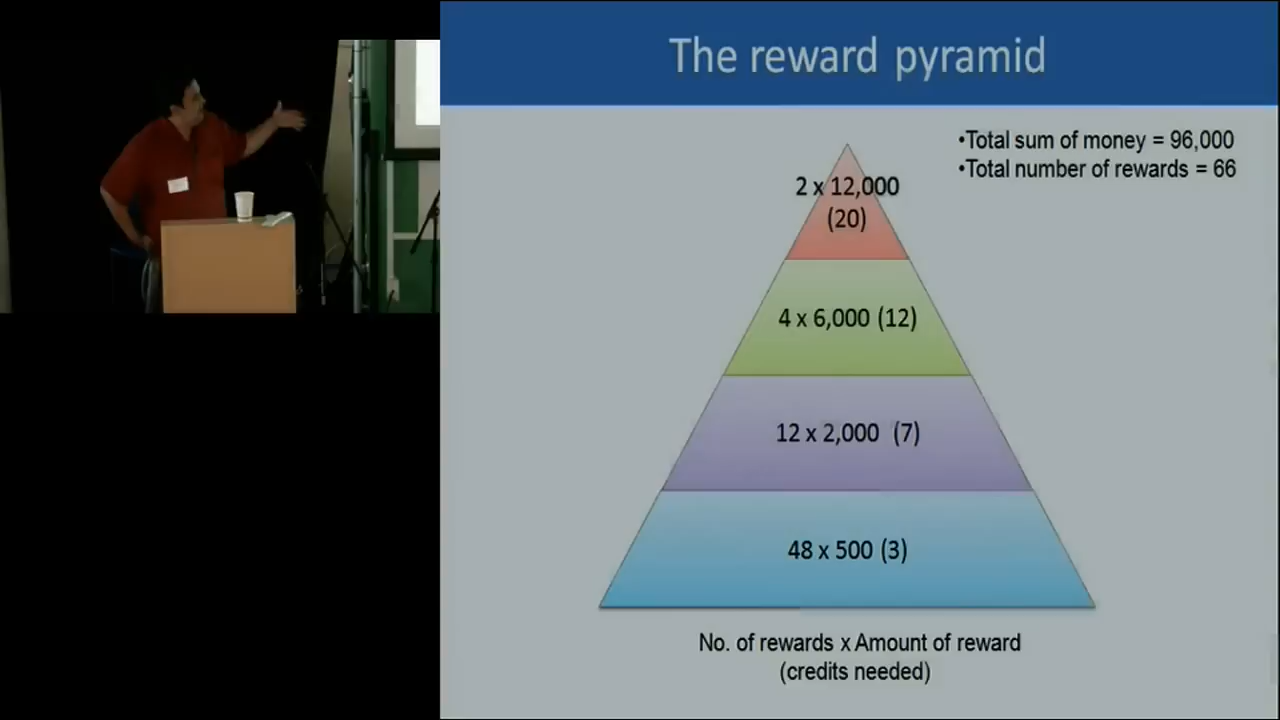 The reward pyramid
•Total sum of money = 96,000
•Total number of rewards = 66
2 x 12,000
(20)
4 x 6,000 (12)
12 x 2,000 (7)
48 x 500 (3)
No. of rewards x Amount of reward
(credits needed)